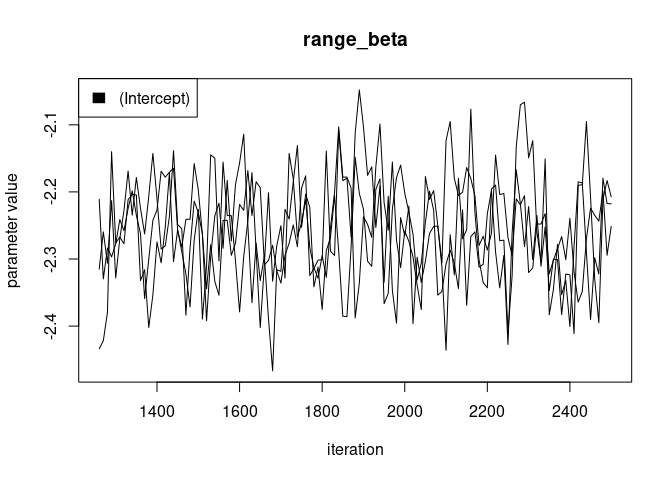 range_beta
(Intercept)
parameter value
-2.1
-2.2
-2.3
-2.4
1400 1600 1800 2000 2200 2400
iteration